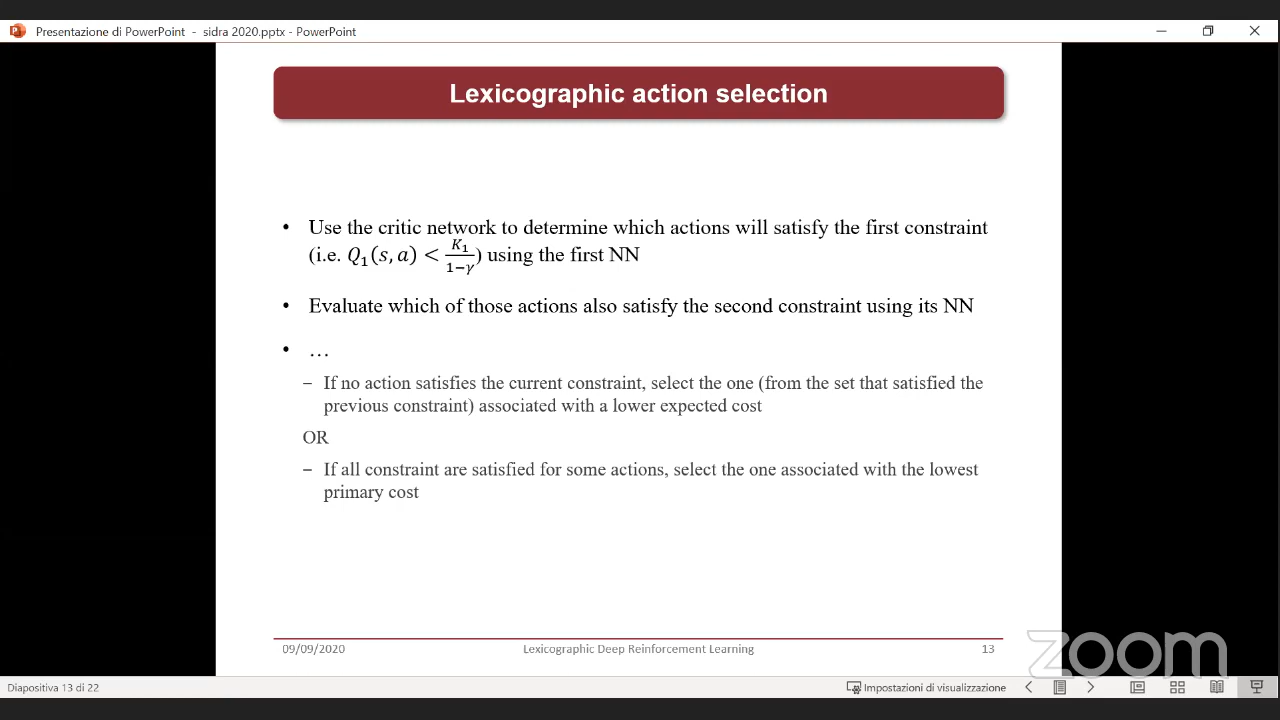 Presentazione di PowerPoint - sidra 2020.pptx - PowerPoint
Lexicographic action selection
• Use the critic network to determine which actions will satisfy the first constraint
(i.e. 𝑄₁(𝑠, 𝑎) < 𝐾₁/(1−𝛾)) using the first NN
• Evaluate which of those actions also satisfy the second constraint using its NN
• …
– If no action satisfies the current constraint, select the one (from the set that satisfied the
previous constraint) associated with a lower expected cost
OR
– If all constraint are satisfied for some actions, select the one associated with the lowest
primary cost
09/09/2020 Lexicographic Deep Reinforcement Learning 13
zoom
Diapositiva 13 di 22 Impostazioni di visualizzazione